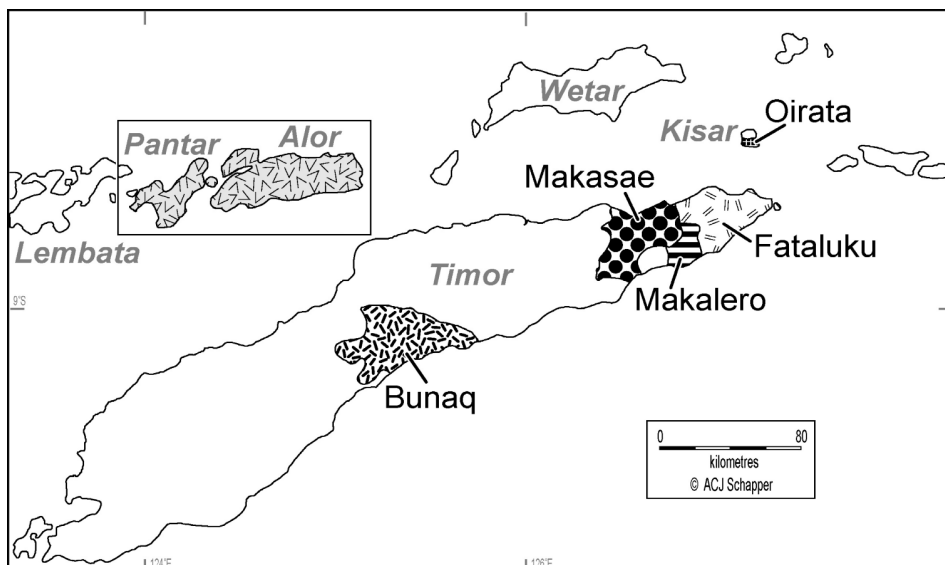 Wetar
Oirata
Kisar
Pantar
Alor
Makasae
Lembata
Timor
Fataluku
Makalero
9°S
Bunaq
0 80
kilometres
© ACJ Schapper
124°E
126°E